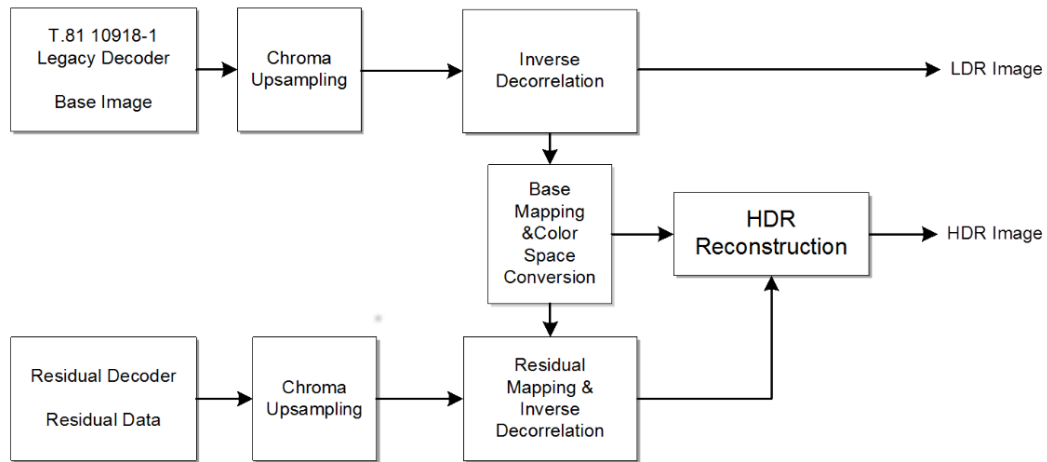 T.81 10918-1
Legacy Decoder
Base Image
Chroma
Upsampling
Inverse
Decorrelation
LDR Image
Base
Mapping
&Color
Space
Conversion
HDR
Reconstruction
HDR Image
Residual Decoder
Residual Data
Chroma
Upsampling
Residual
Mapping &
Inverse
Decorrelation